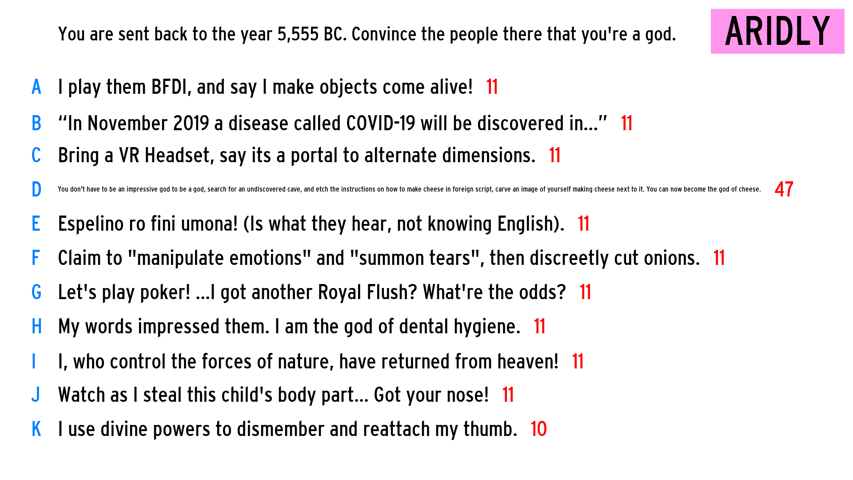 You are sent back to the year 5,555 BC. Convince the people there that you're a god.
ARIDLY
A I play them BFDI, and say I make objects come alive! 11
B “In November 2019 a disease called COVID-19 will be discovered in...” 11
C Bring a VR Headset, say its a portal to alternate dimensions. 11
D You don't have to be an impressive god to be a god, search for an undiscovered cave, and etch the instructions on how to make cheese in foreign script, carve an image of yourself making cheese next to it. You can now become the god of cheese. 47
E Espelino ro fini umona! (Is what they hear, not knowing English). 11
F Claim to "manipulate emotions" and "summon tears", then discreetly cut onions. 11
G Let's play poker! ...I got another Royal Flush? What're the odds? 11
H My words impressed them. I am the god of dental hygiene. 11
I I, who control the forces of nature, have returned from heaven! 11
J Watch as I steal this child's body part... Got your nose! 11
K I use divine powers to dismember and reattach my thumb. 10